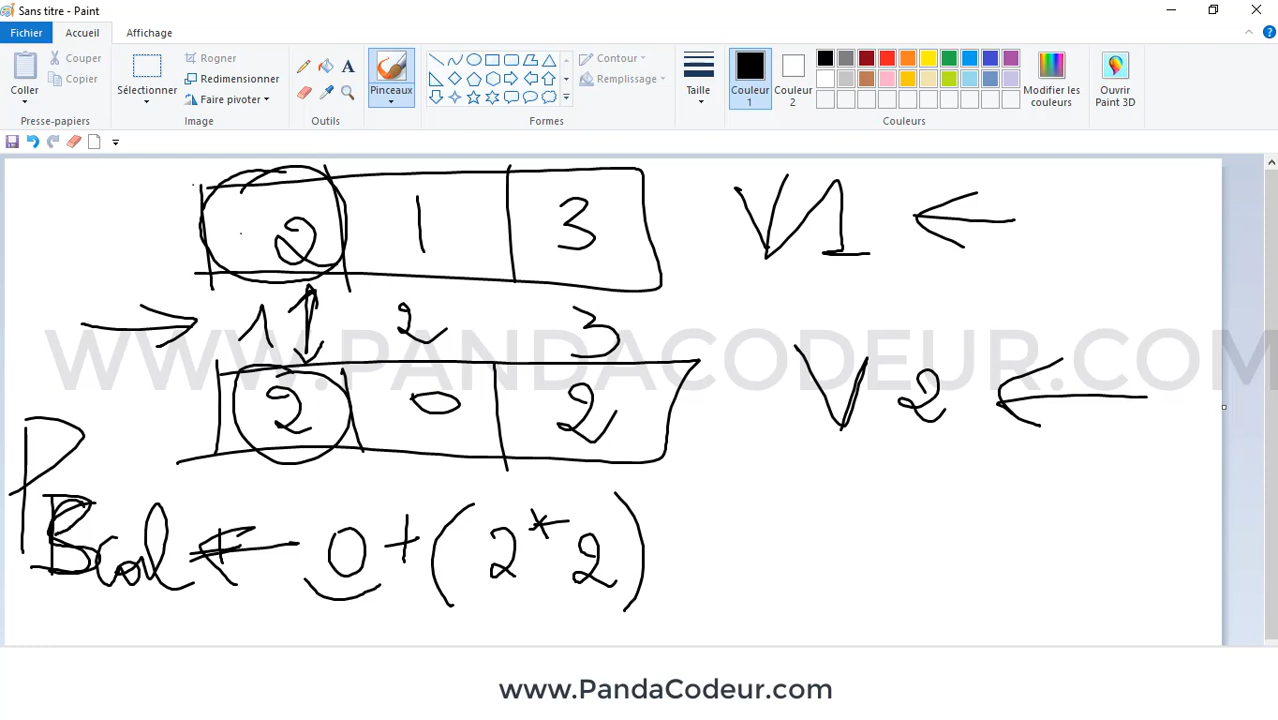 Sans titre - Paint
Fichier Accueil Affichage
Coller
Couper
Copier
Presse-papiers
Sélectionner
Rogner
Redimensionner
Faire pivoter
Image
A
Outils
Pinceaux
Contour
Remplissage
Formes
Taille
Couleur 1
Couleur 2
Couleurs
Modifier les couleurs
Ouvrir Paint 3D
2 1 3 V1 ←
→ 1 2 3
WWW.PANDACODEUR.COM
2 0 2 V2 ←
P
Scal ← 0 + (2 * 2)
www.PandaCodeur.com